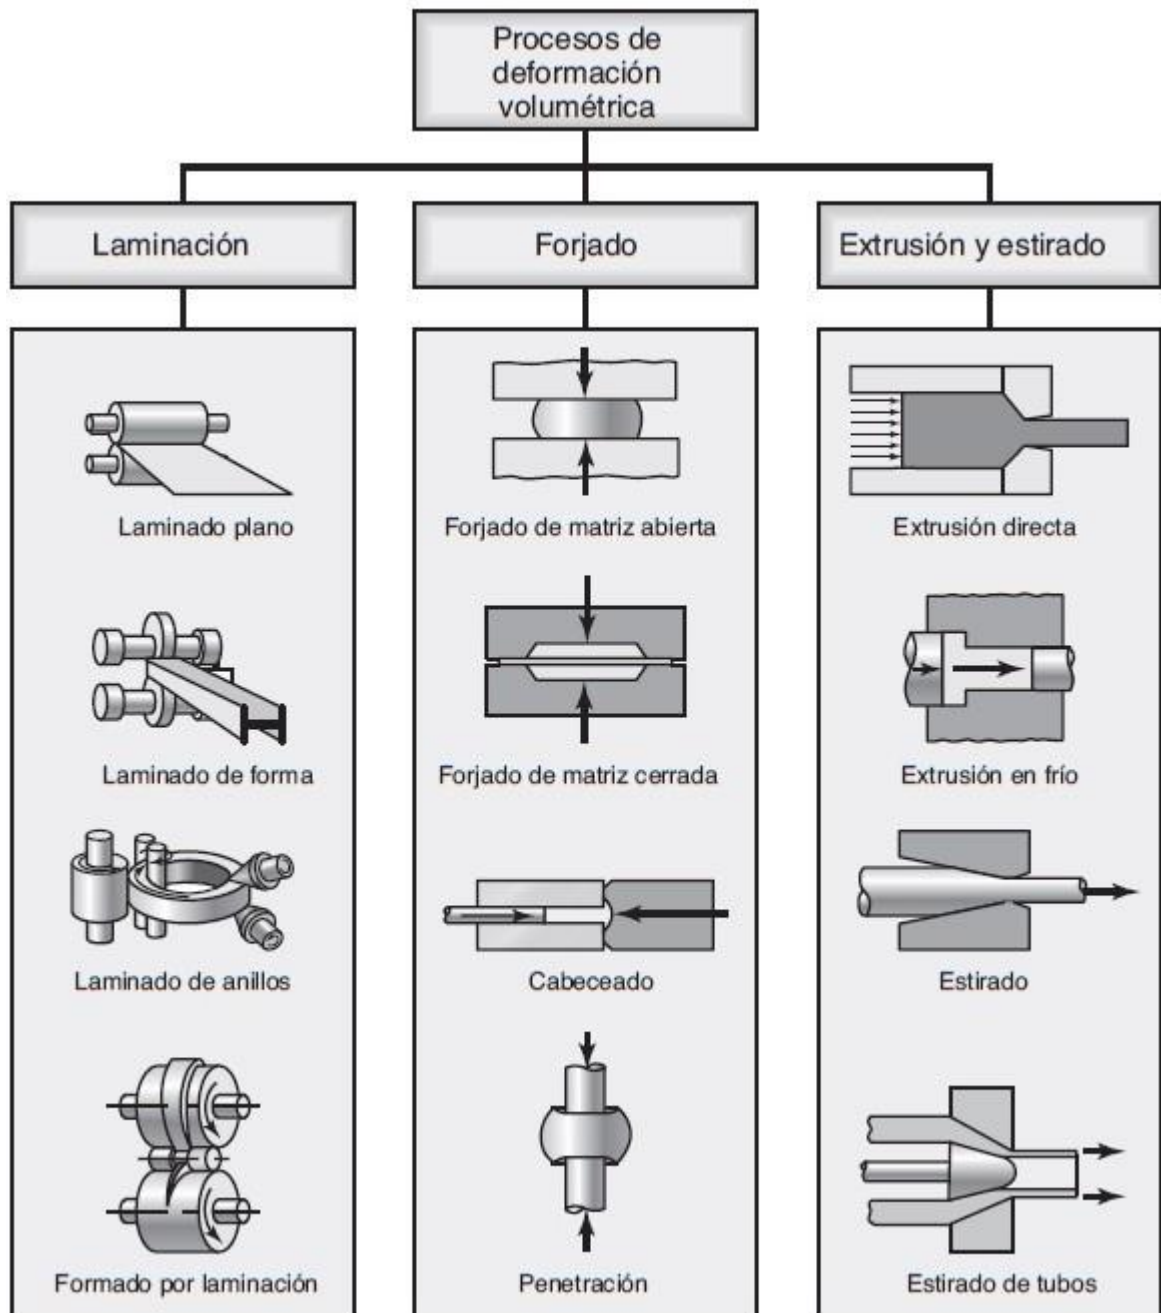 Procesos de
deformación
volumétrica
Laminación
Forjado
Extrusión y estirado
Laminado plano
Laminado de forma
Laminado de anillos
Formado por laminación
Forjado de matriz abierta
Forjado de matriz cerrada
Cabeceado
Penetración
Extrusión directa
Extrusión en frío
Estirado
Estirado de tubos